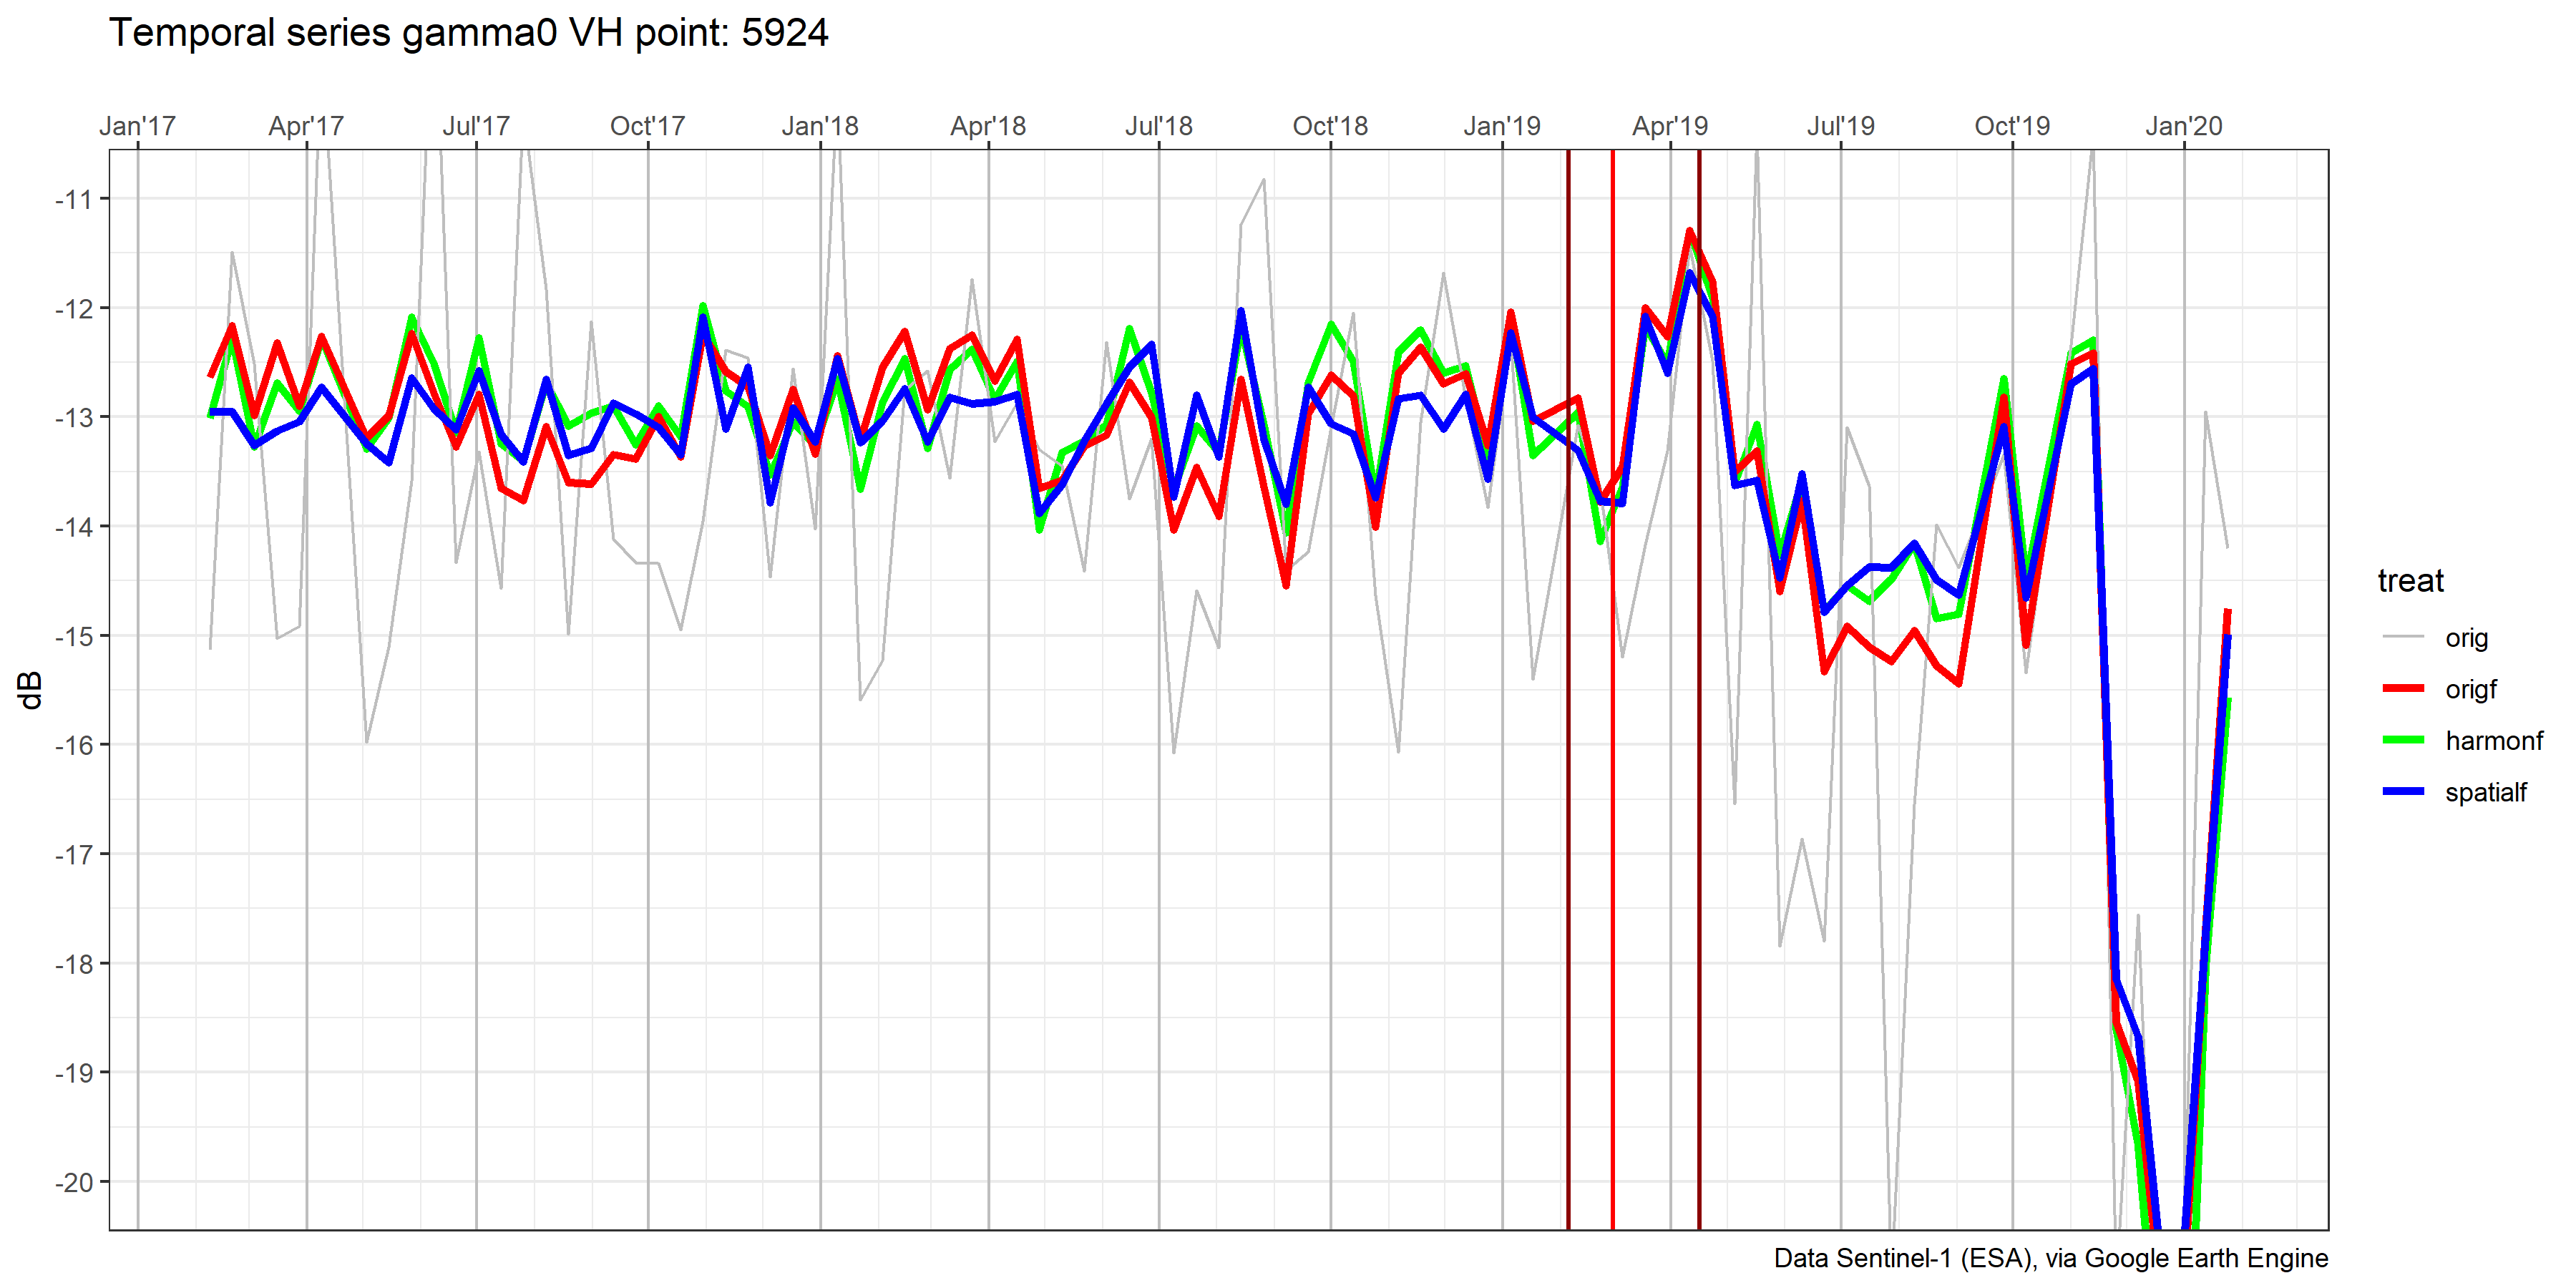 Temporal series gamma0 VH point: 5924
Jan'17 Apr'17 Jul'17 Oct'17 Jan'18 Apr'18 Jul'18 Oct'18 Jan'19 Apr'19 Jul'19 Oct'19 Jan'20
-11
-12
-13
-14
-15
-16
-17
-18
-19
-20
dB
treat
orig
origf
harmonf
spatialf
Data Sentinel-1 (ESA), via Google Earth Engine